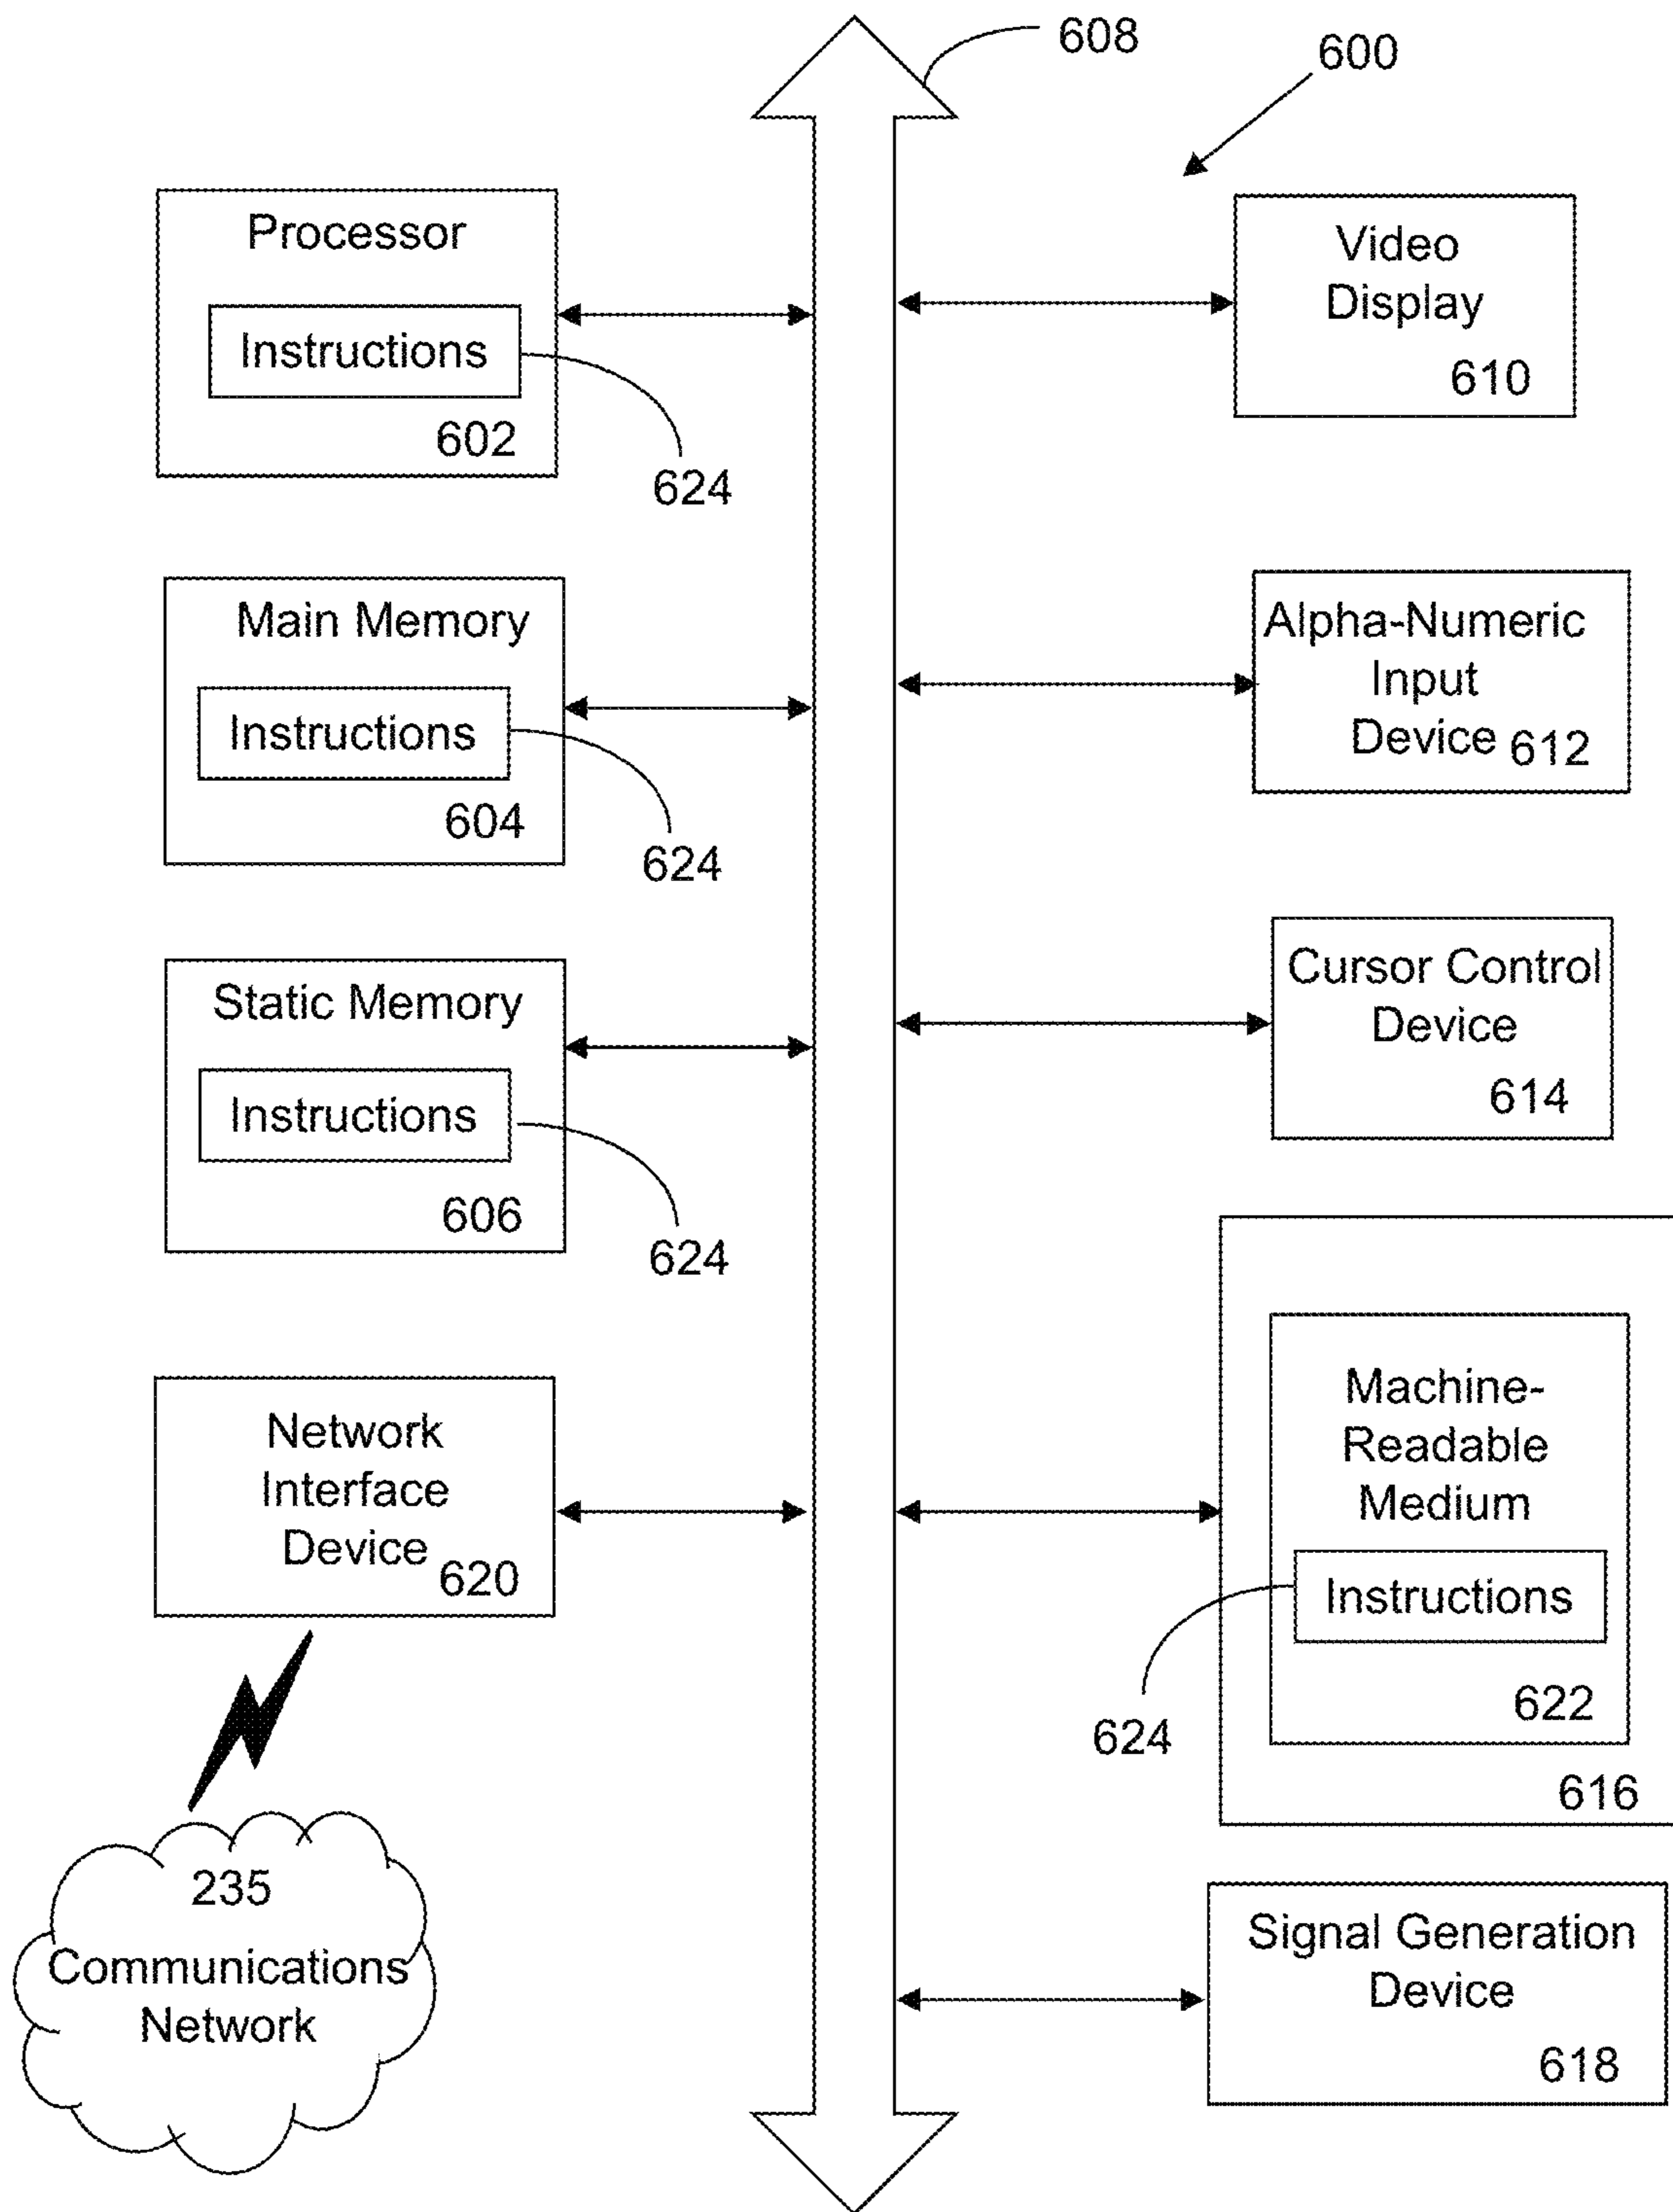 608
600
Processor
Instructions
602
624
Video
Display
610
Main Memory
Instructions
604
624
Alpha-Numeric
Input
Device 612
Static Memory
Instructions
606
624
Cursor Control
Device
614
Network
Interface
Device 620
Machine-
Readable
Medium
Instructions
622
624
616
235
Communications
Network
Signal Generation
Device
618